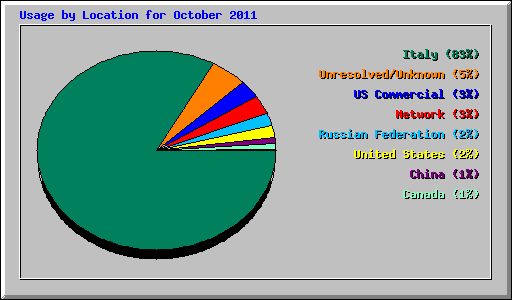 Usage by Location for October 2011
Italy (83%)
Unresolved/Unknown (5%)
US Commercial (3%)
Network (3%)
Russian Federation (2%)
United States (2%)
China (1%)
Canada (1%)